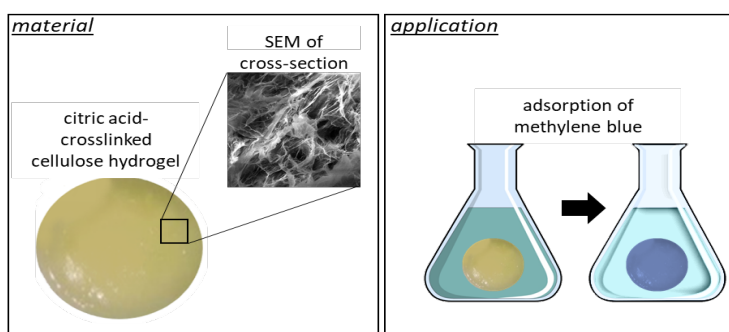 material
SEM of
cross-section
citric acid-
crosslinked
cellulose hydrogel
application
adsorption of
methylene blue